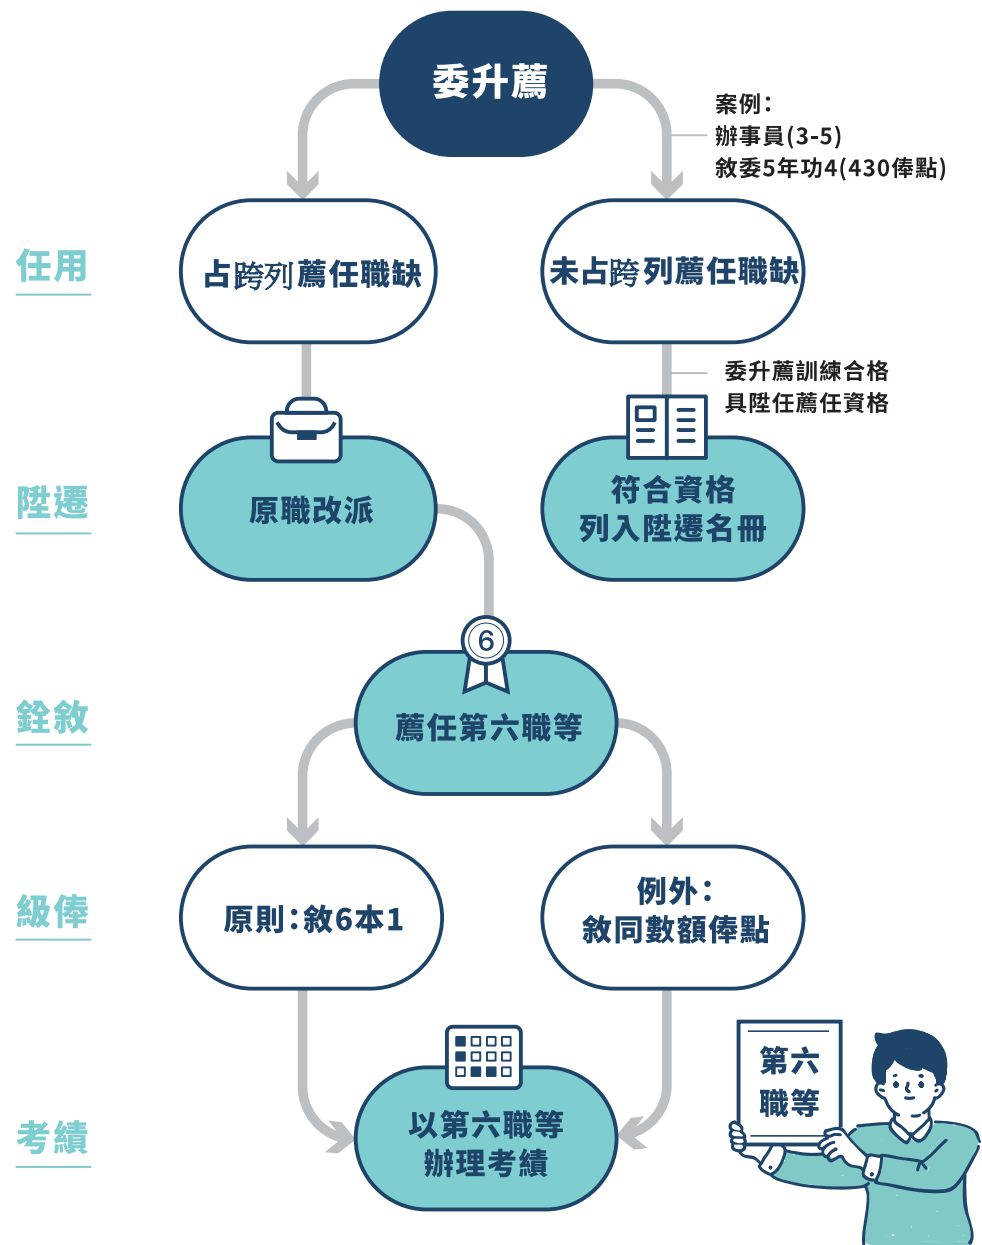 委升薦
案例：
辦事員(3-5)
敘委5年功4(430俸點)
任用
占跨列薦任職缺
未占跨列薦任職缺
委升薦訓練合格
具陞任薦任資格
陞遷
原職改派
符合資格
列入陞遷名冊
6
銓敘
薦任第六職等
級俸
原則：敘6本1
例外：
敘同數額俸點
考績
以第六職等
辦理考績
第六
職等